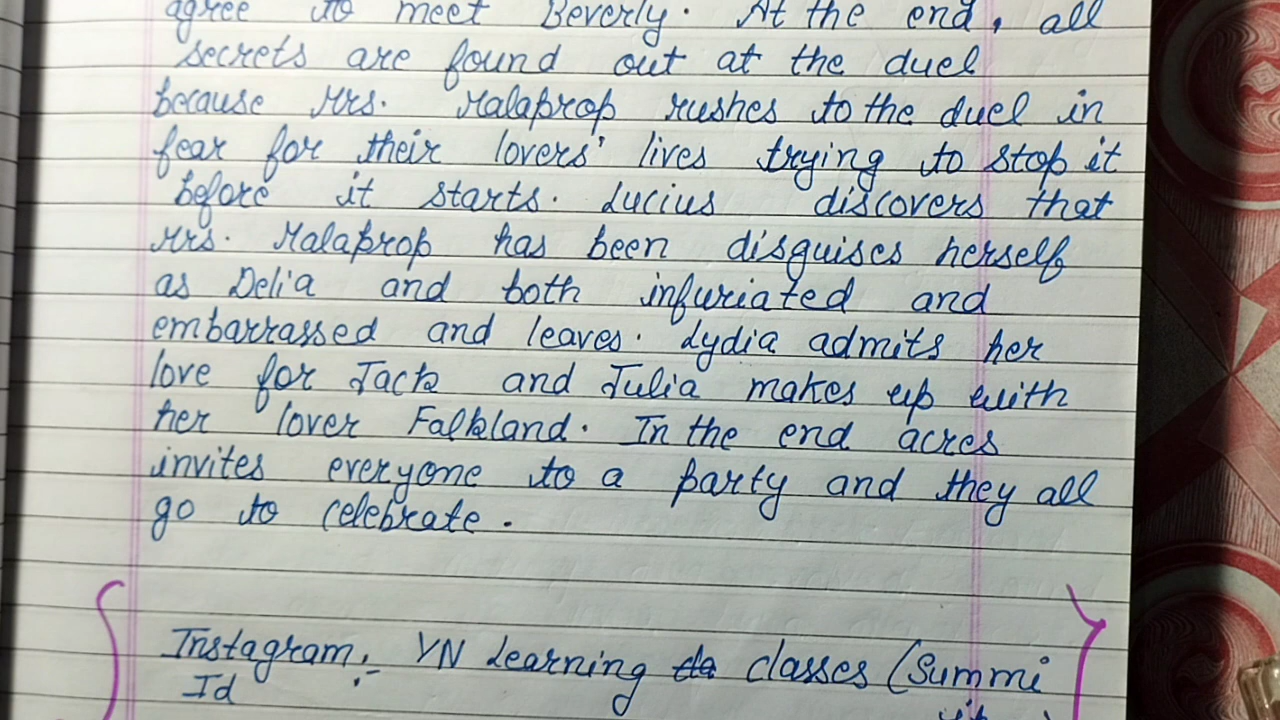 agree to meet Beverly. At the end, all
secrets are found out at the duel
because Mrs. Malaprop rushes to the duel in
fear for their lovers' lives trying to stop it
before it starts. Lucius discovers that
Mrs. Malaprop has been disguises herself
as Delia and both infuriated and
embarrassed and leaves. Lydia admits her
love for Jack and Julia makes up with
her lover Falkland. In the end acres
invites everyone to a party and they all
go to celebrate.
Instagram :- YN Learning classes (Summi
Id